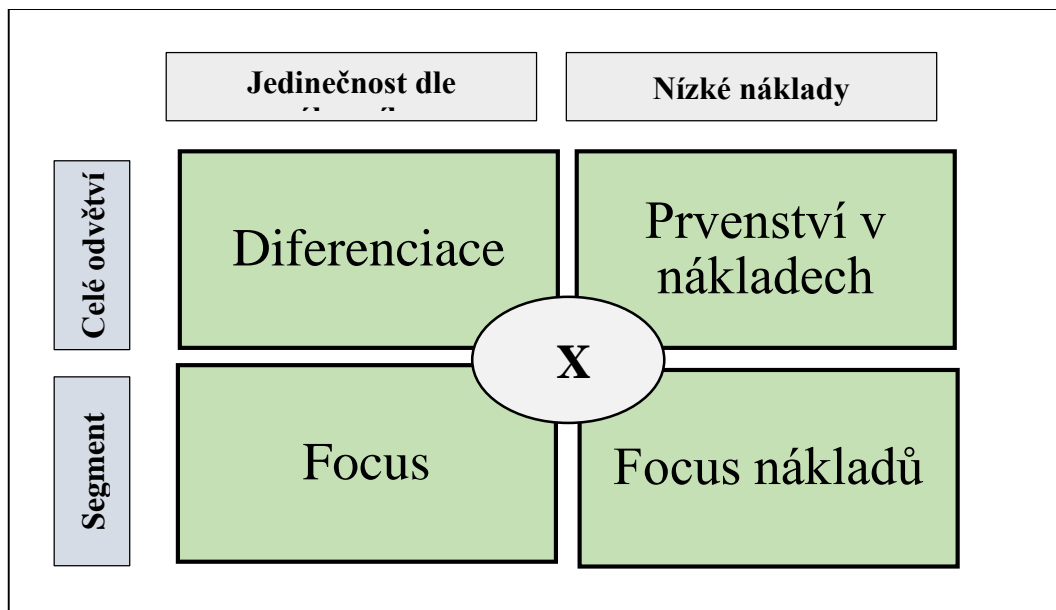 Jedinečnost dle
Nízké náklady
Celé odvětví
Diferenciace
Prvenství v
nákladech
X
Segment
Focus
Focus nákladů